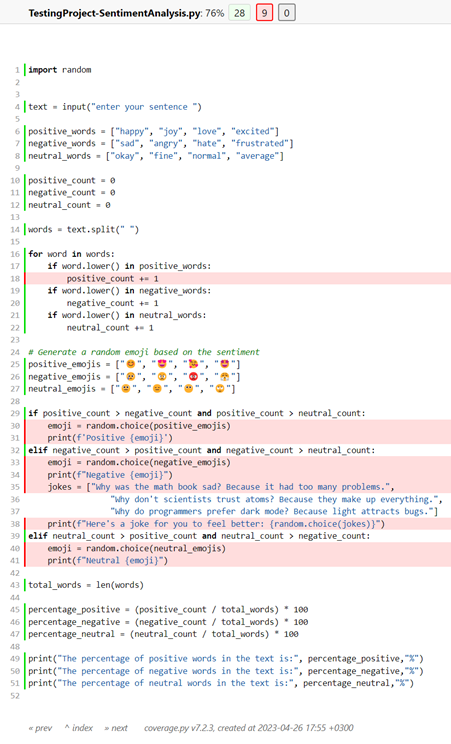 TestingProject-SentimentAnalysis.py: 76% 28 9 0
1 import random
2
3
4 text = input("enter your sentence ")
5
6 positive_words = ["happy", "joy", "love", "excited"]
7 negative_words = ["sad", "angry", "hate", "frustrated"]
8 neutral_words = ["okay", "fine", "normal", "average"]
9
10 positive_count = 0
11 negative_count = 0
12 neutral_count = 0
13
14 words = text.split(" ")
15
16 for word in words:
17     if word.lower() in positive_words:
18         positive_count += 1
19     if word.lower() in negative_words:
20         negative_count += 1
21     if word.lower() in neutral_words:
22         neutral_count += 1
23
24 # Generate a random emoji based on the sentiment
25 positive_emojis = ["😊", "😍", "🥰", "🤩"]
26 negative_emojis = ["😢", "😩", "😡", "😤"]
27 neutral_emojis = ["😐", "😑", "😶", "🙄"]
28
29 if positive_count > negative_count and positive_count > neutral_count:
30     emoji = random.choice(positive_emojis)
31     print(f'Positive {emoji}')
32 elif negative_count > positive_count and negative_count > neutral_count:
33     emoji = random.choice(negative_emojis)
34     print(f"Negative {emoji}")
35     jokes = ["Why was the math book sad? Because it had too many problems.",
36             "Why don't scientists trust atoms? Because they make up everything.",
37             "Why do programmers prefer dark mode? Because light attracts bugs."]
38     print(f"Here's a joke for you to feel better: {random.choice(jokes)}")
39 elif neutral_count > positive_count and neutral_count > negative_count:
40     emoji = random.choice(neutral_emojis)
41     print(f"Neutral {emoji}")
42
43 total_words = len(words)
44
45 percentage_positive = (positive_count / total_words) * 100
46 percentage_negative = (negative_count / total_words) * 100
47 percentage_neutral = (neutral_count / total_words) * 100
48
49 print("The percentage of positive words in the text is:", percentage_positive,"%")
50 print("The percentage of negative words in the text is:", percentage_negative,"%")
51 print("The percentage of neutral words in the text is:", percentage_neutral,"%")
52
« prev ^ index » next coverage.py v7.2.3, created at 2023-04-26 17:55 +0300